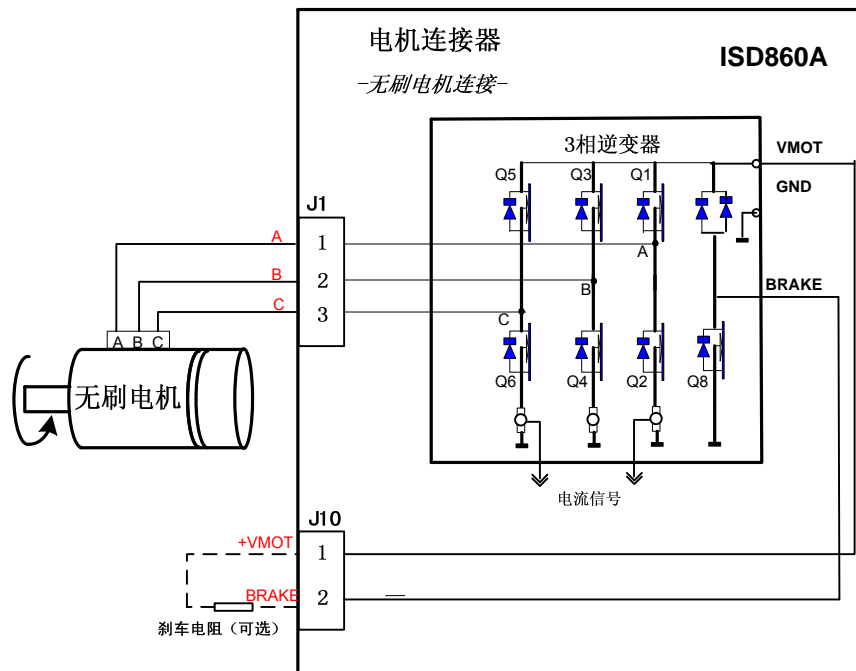 电机连接器
ISD860A
-无刷电机连接-
3相逆变器
VMOT
Q5
Q3
Q1
GND
J1
A
1
A
B
2
B
BRAKE
C
3
C
A B C
无刷电机
Q6
Q4
Q2
Q8
电流信号
J10
+VMOT
1
BRAKE
2
刹车电阻（可选）